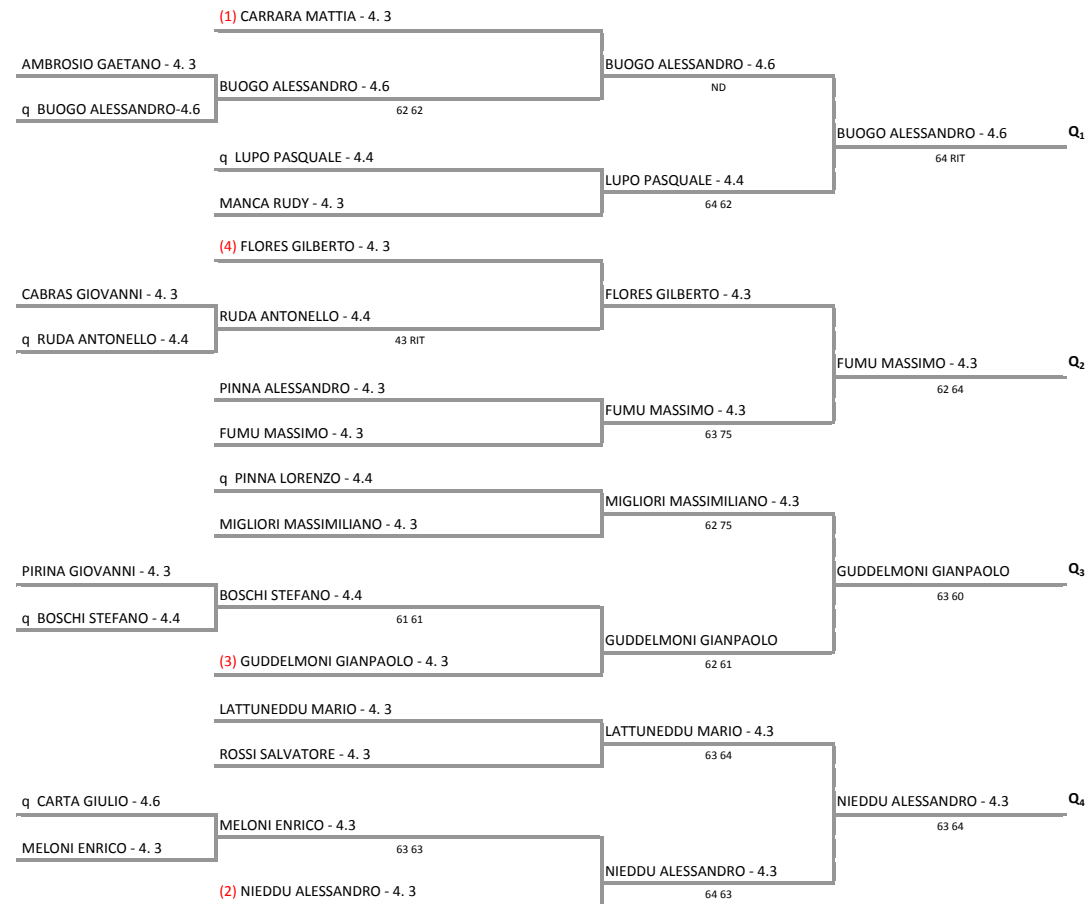 (1) CARRARA MATTIA - 4. 3
AMBROSIO GAETANO - 4. 3
BUOGO ALESSANDRO - 4.6
BUOGO ALESSANDRO - 4.6
ND
q BUOGO ALESSANDRO-4.6
62 62
BUOGO ALESSANDRO - 4.6
Q₁
64 RIT
q LUPO PASQUALE - 4.4
LUPO PASQUALE - 4.4
MANCA RUDY - 4. 3
64 62
(4) FLORES GILBERTO - 4. 3
CABRAS GIOVANNI - 4. 3
FLORES GILBERTO - 4.3
RUDA ANTONELLO - 4.4
q RUDA ANTONELLO - 4.4
43 RIT
FUMU MASSIMO - 4.3
Q₂
62 64
PINNA ALESSANDRO - 4. 3
FUMU MASSIMO - 4.3
FUMU MASSIMO - 4. 3
63 75
q PINNA LORENZO - 4.4
MIGLIORI MASSIMILIANO - 4.3
MIGLIORI MASSIMILIANO - 4. 3
62 75
PIRINA GIOVANNI - 4. 3
GUDDELMONI GIANPAOLO
Q₃
BOSCHI STEFANO - 4.4
63 60
q BOSCHI STEFANO - 4.4
61 61
GUDDELMONI GIANPAOLO
(3) GUDDELMONI GIANPAOLO - 4. 3
62 61
LATTUNEDDU MARIO - 4. 3
LATTUNEDDU MARIO - 4.3
ROSSI SALVATORE - 4. 3
63 64
q CARTA GIULIO - 4.6
NIEDDU ALESSANDRO - 4.3
Q₄
MELONI ENRICO - 4.3
63 64
MELONI ENRICO - 4. 3
63 63
NIEDDU ALESSANDRO - 4.3
(2) NIEDDU ALESSANDRO - 4. 3
64 63